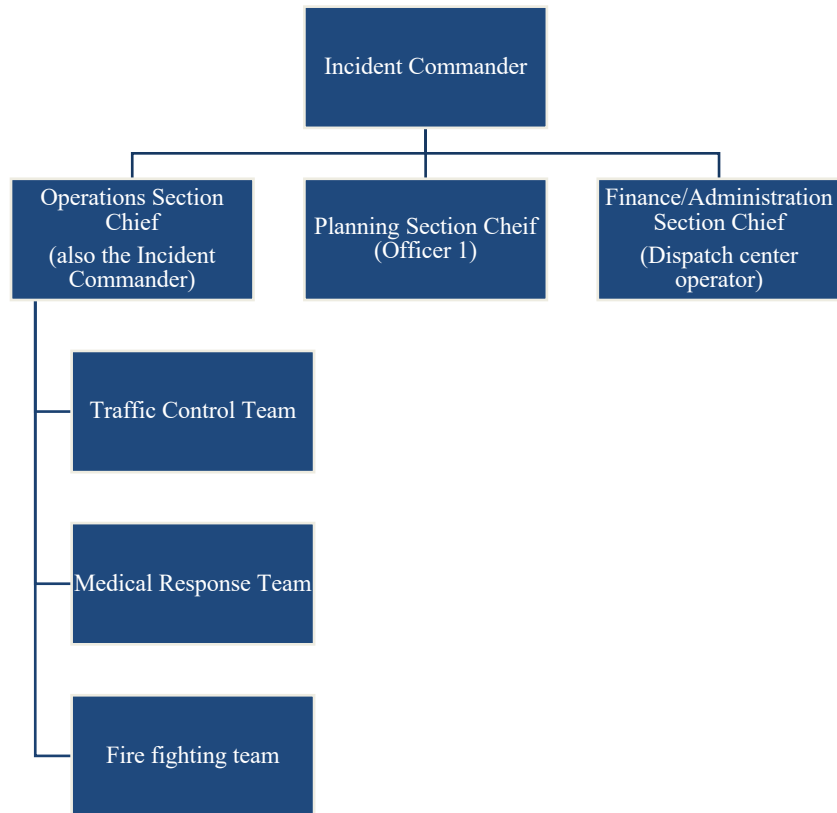 Incident Commander
Operations Section
Chief
(also the Incident
Commander)
Planning Section Cheif
(Officer 1)
Finance/Administration
Section Chief
(Dispatch center
operator)
Traffic Control Team
Medical Response Team
Fire fighting team